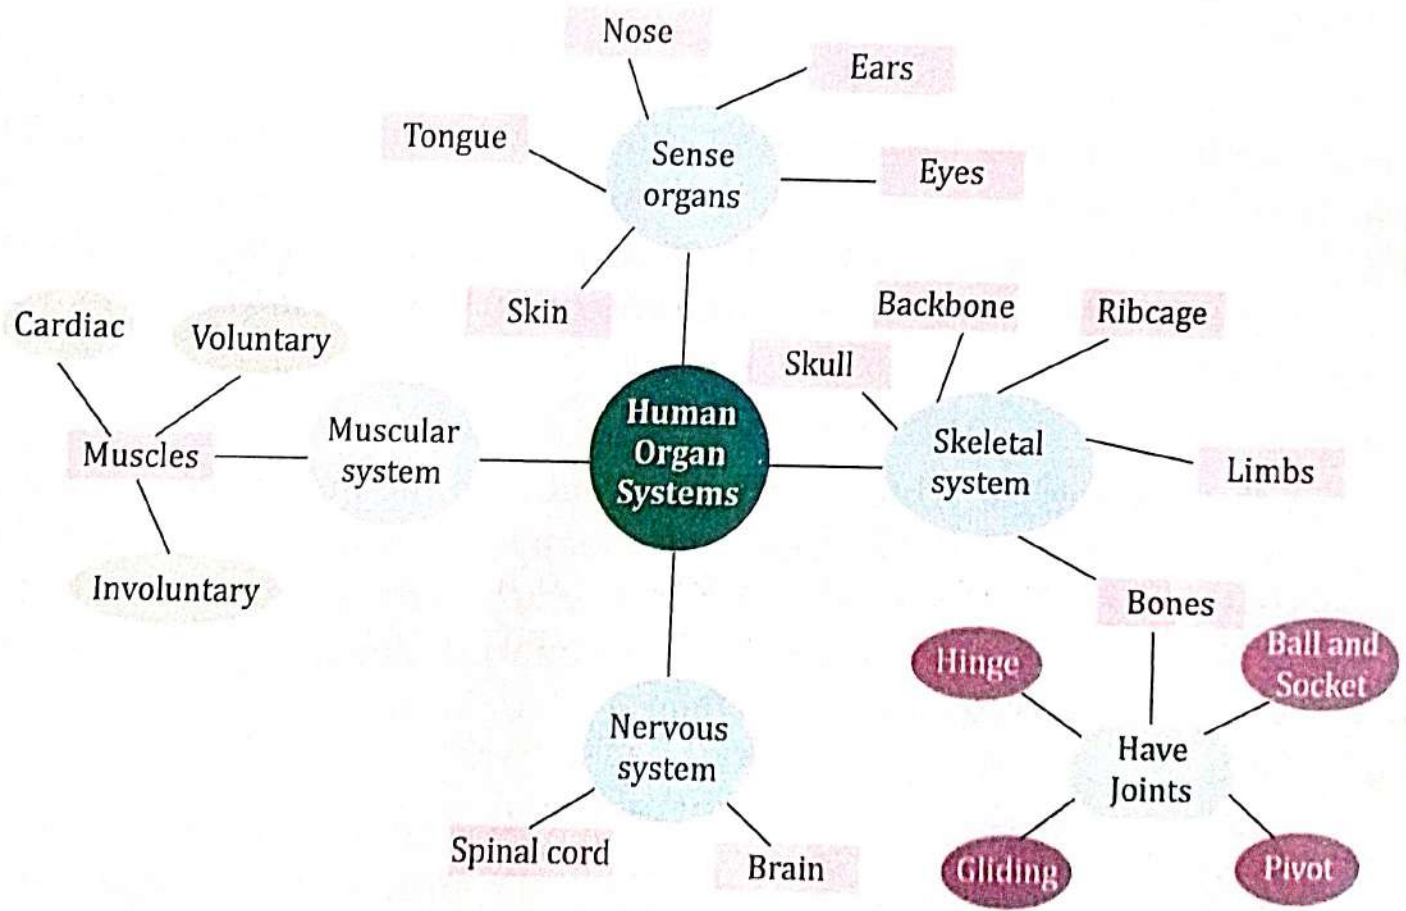 Nose
Ears
Tongue
Sense
organs
Eyes
Skin
Backbone
Ribcage
Cardiac
Voluntary
Skull
Human
Organ
Systems
Muscular
system
Muscles
Skeletal
system
Limbs
Involuntary
Bones
Hinge
Ball and
Socket
Nervous
system
Have
Joints
Spinal cord
Brain
Gliding
Pivot